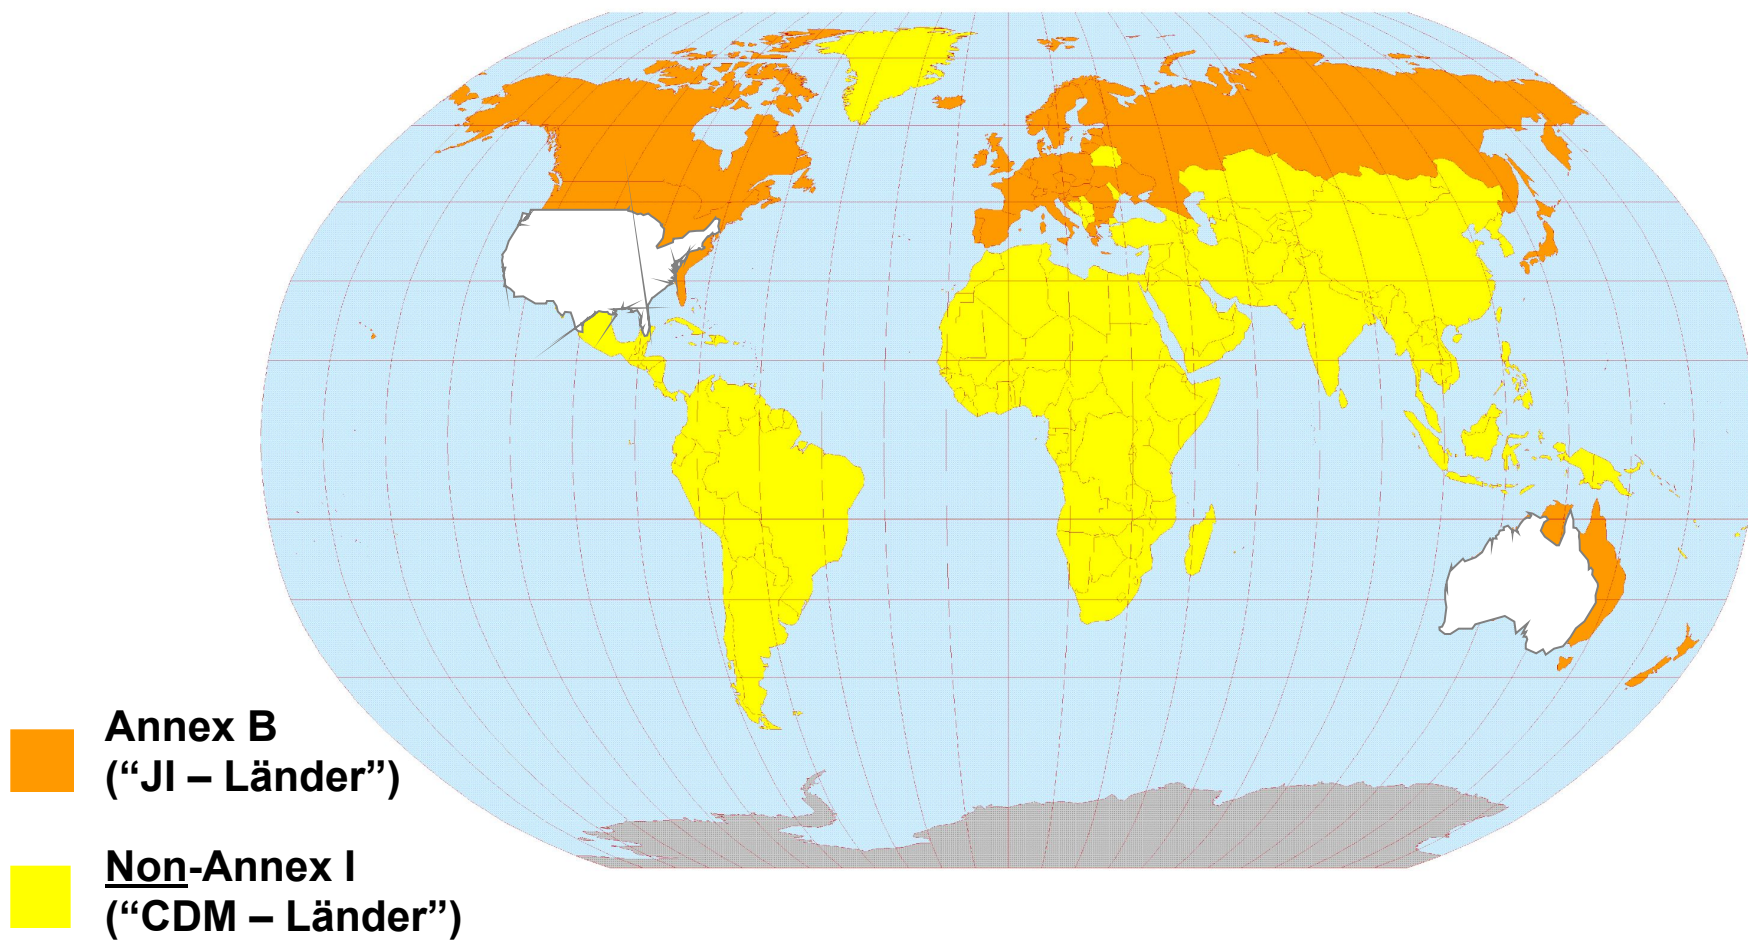 Annex B
(“JI – Länder”)
Non-Annex I
(“CDM – Länder”)